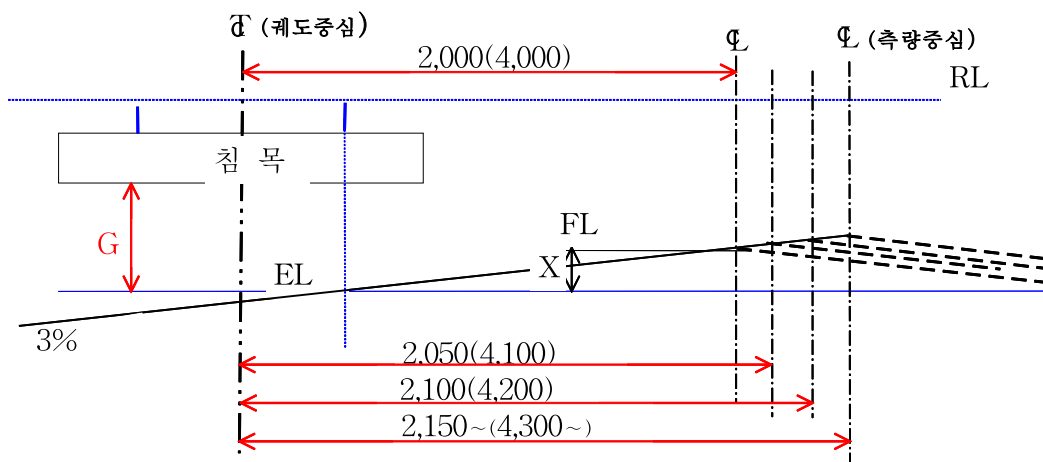 ℄ (궤도중심)
℄
℄ (측량중심)
2,000(4,000)
RL
침 목
G
FL
X
EL
3%
2,050(4,100)
2,100(4,200)
2,150~(4,300~)